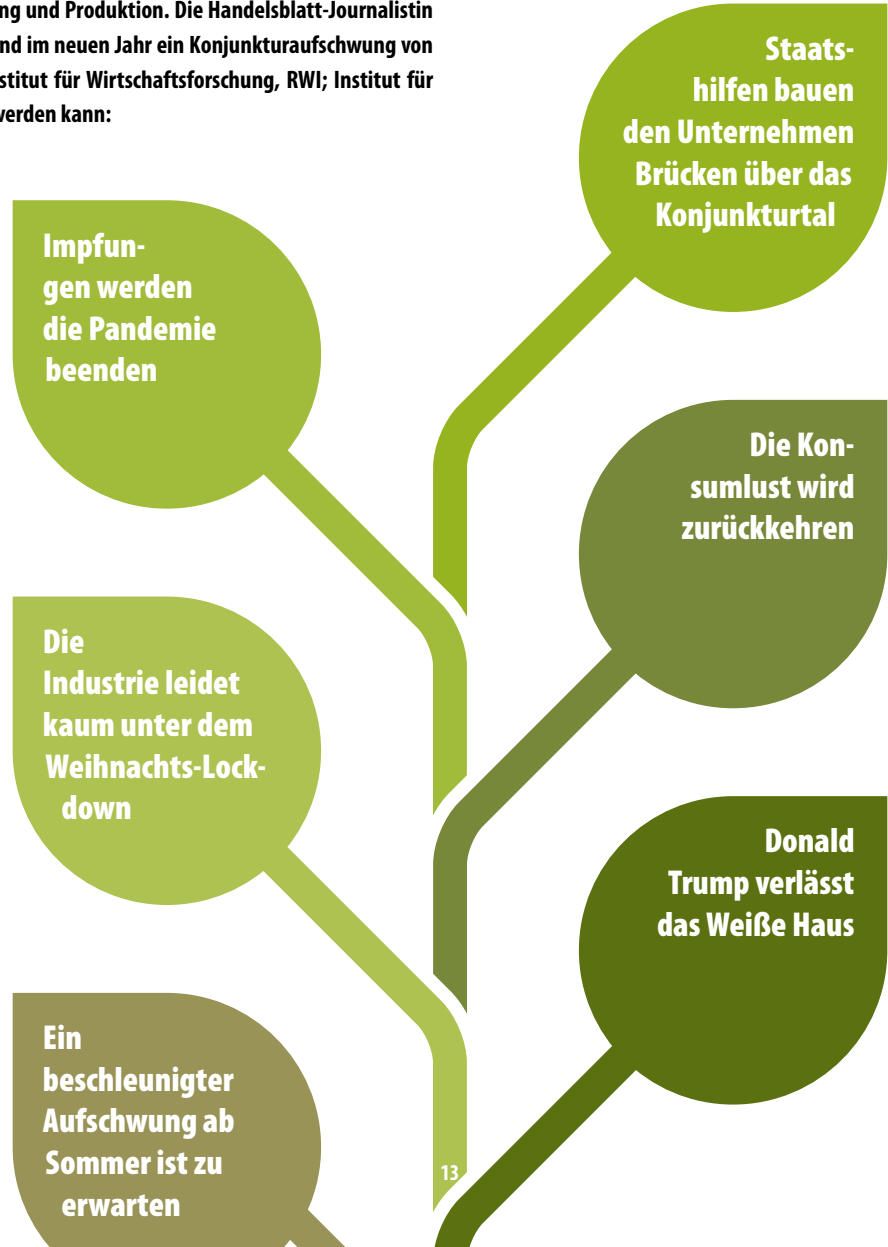 ng und Produktion. Die Handelsblatt-Journalistin
nd im neuen Jahr ein Konjunkturaufschwung von
stitut für Wirtschaftsforschung, RWI; Institut für
werden kann:
Staats-
hilfen bauen
den Unternehmen
Brücken über das
Konjunkturtal
Impfun-
gen werden
die Pandemie
beenden
Die Kon-
sumlust wird
zurückkehren
Die
Industrie leidet
kaum unter dem
Weihnachts-Lock-
down
Donald
Trump verlässt
das Weiße Haus
Ein
beschleunigter
Aufschwung ab
Sommer ist zu
erwarten
13